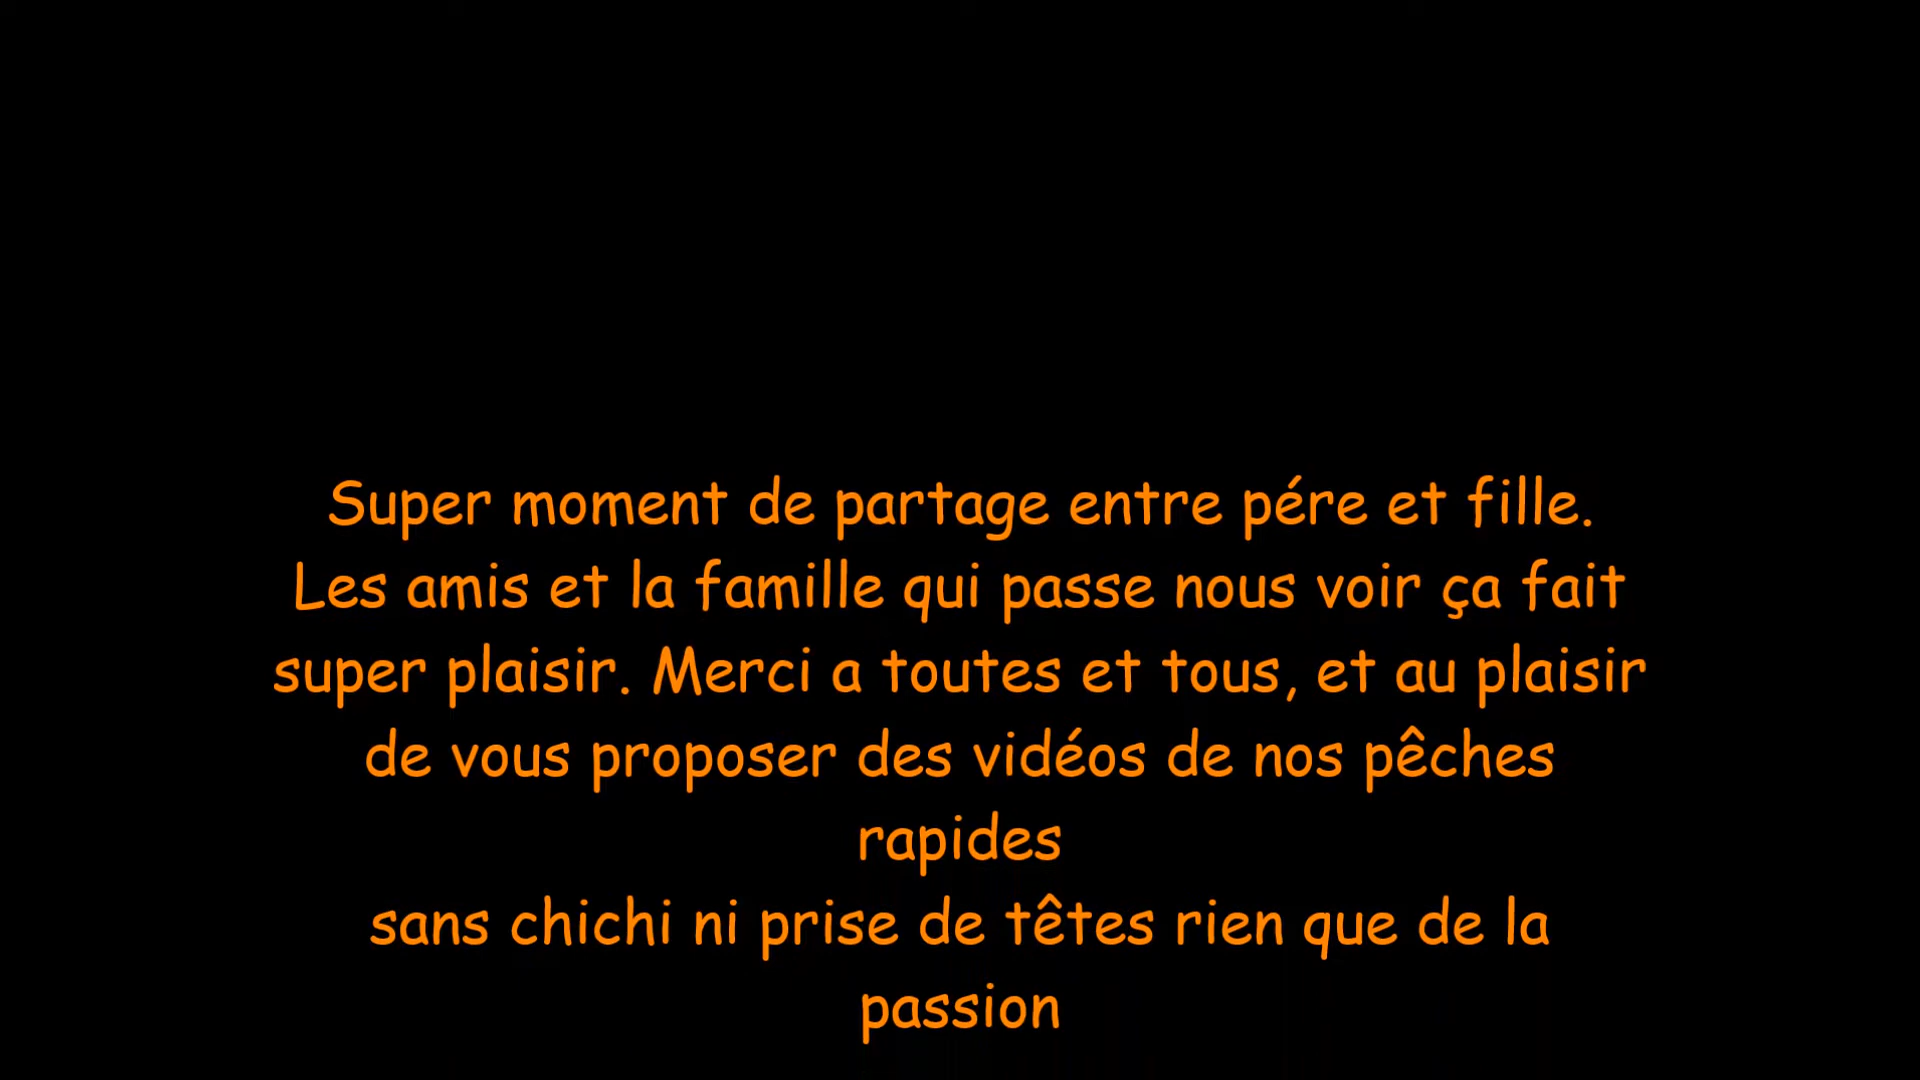 Super moment de partage entre pére et fille.
Les amis et la famille qui passe nous voir ça fait
super plaisir. Merci a toutes et tous, et au plaisir
de vous proposer des vidéos de nos pêches
rapides
sans chichi ni prise de têtes rien que de la
passion